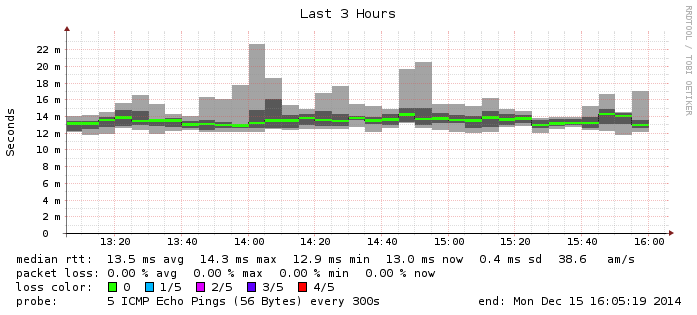 Last 3 Hours
RRDTOOL / TOBI OETIKER
Seconds
22 m
20 m
18 m
16 m
14 m
12 m
10 m
8 m
6 m
4 m
2 m
0
13:20 13:40 14:00 14:20 14:40 15:00 15:20 15:40 16:00
median rtt: 13.5 ms avg 14.3 ms max 12.9 ms min 13.0 ms now 0.4 ms sd 38.6 am/s
packet loss: 0.00 % avg 0.00 % max 0.00 % min 0.00 % now
loss color: 0 1/5 2/5 3/5 4/5
probe: 5 ICMP Echo Pings (56 Bytes) every 300s end: Mon Dec 15 16:05:19 2014